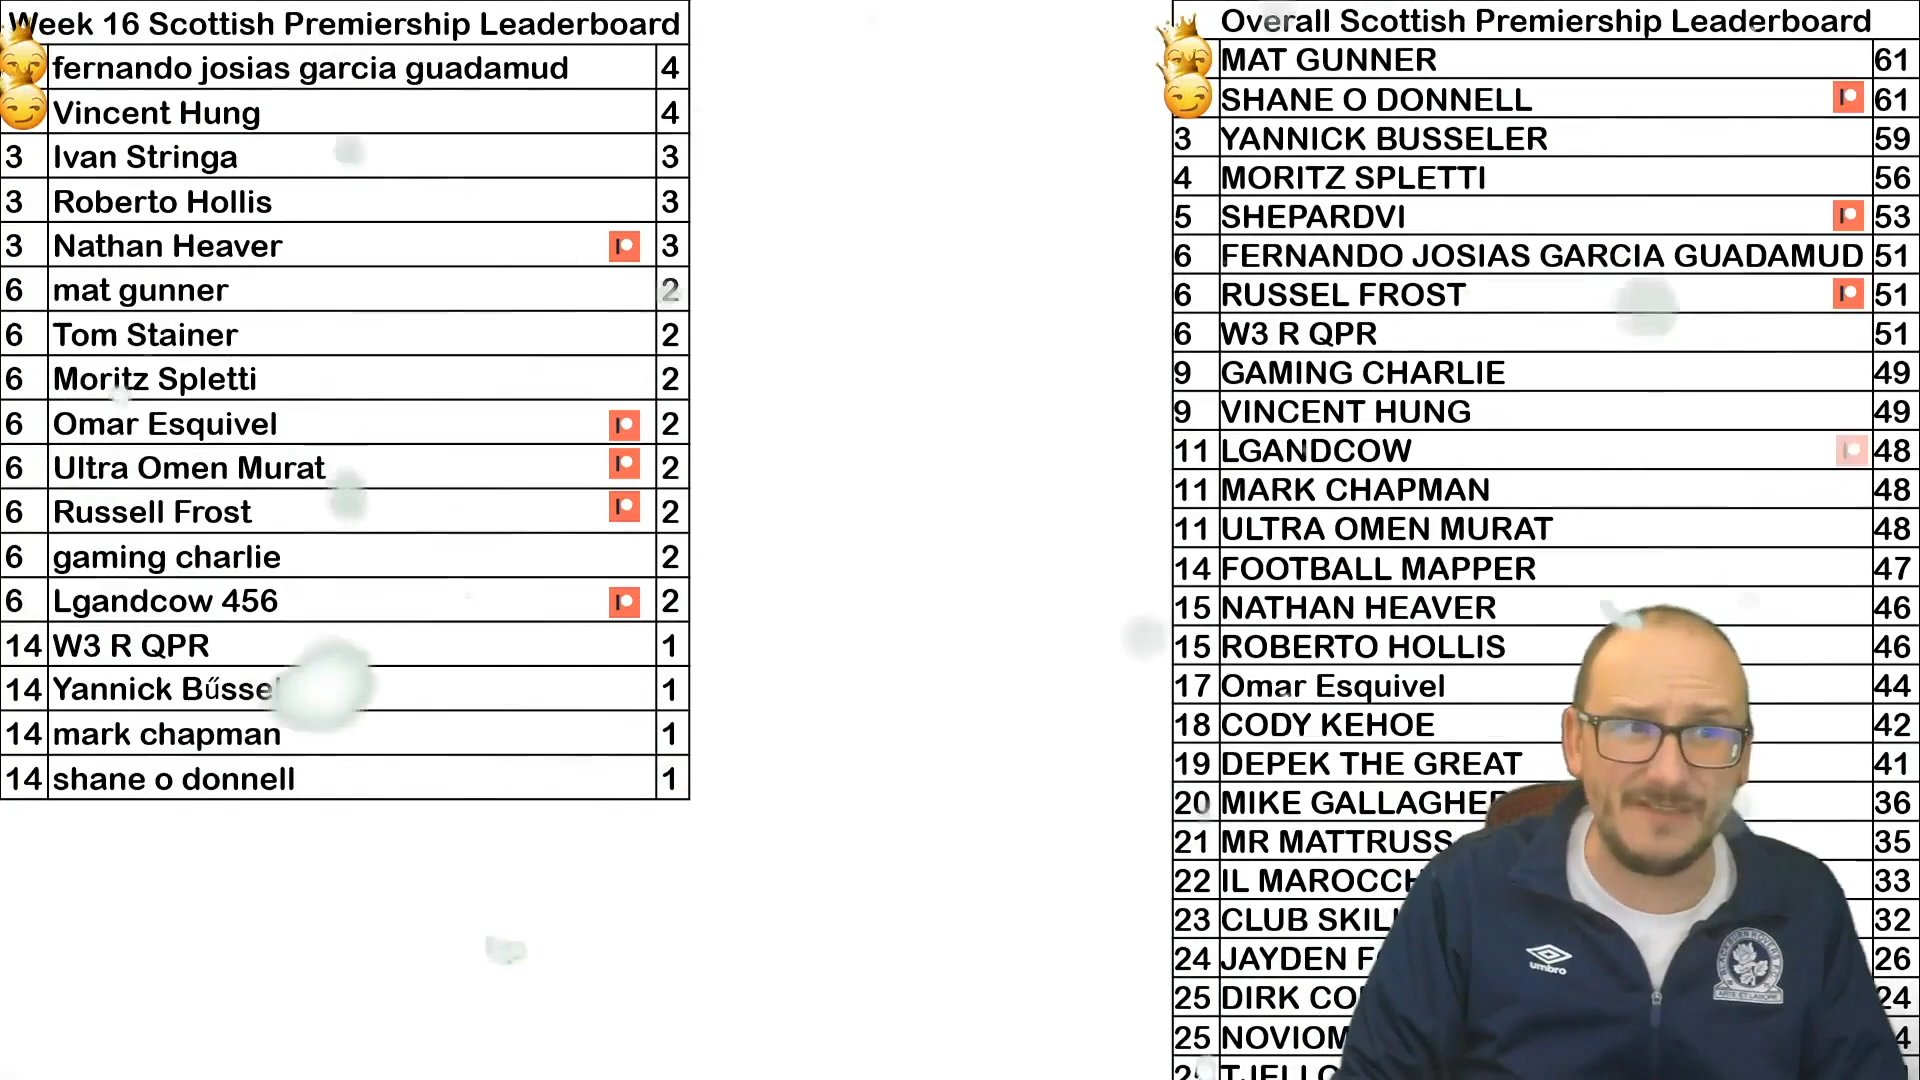 Week 16 Scottish Premiership Leaderboard
fernando josias garcia guadamud 4
Vincent Hung 4
3 Ivan Stringa 3
3 Roberto Hollis 3
3 Nathan Heaver 3
6 mat gunner 2
6 Tom Stainer 2
6 Moritz Spletti 2
6 Omar Esquivel 2
6 Ultra Omen Murat 2
6 Russell Frost 2
6 gaming charlie 2
6 Lgandcow 456 2
14 W3 R QPR 1
14 Yannick 1
14 mark chapman 1
14 shane o donnell 1
Overall Scottish Premiership Leaderboard
MAT GUNNER 61
SHANE O DONNELL 61
3 YANNICK BUSSELER 59
4 MORITZ SPLETTI 56
5 SHEPARDVI 53
6 FERNANDO JOSIAS GARCIA GUADAMUD 51
6 RUSSEL FROST 51
6 W3 R QPR 51
9 GAMING CHARLIE 49
9 VINCENT HUNG 49
11 LGANDCOW 48
11 MARK CHAPMAN 48
11 ULTRA OMEN MURAT 48
14 FOOTBALL MAPPER 47
15 NATHAN HEAVER 46
15 ROBERTO HOLLIS 46
17 Omar Esquivel 44
18 CODY KEHOE 42
19 DEPEK THE GREAT 41
20 MIKE 36
21 MR MATTRUSS 35
22 IL 33
23 CLUB 32
24 JAYDEN 26
25 DIRK 24
25
umbro